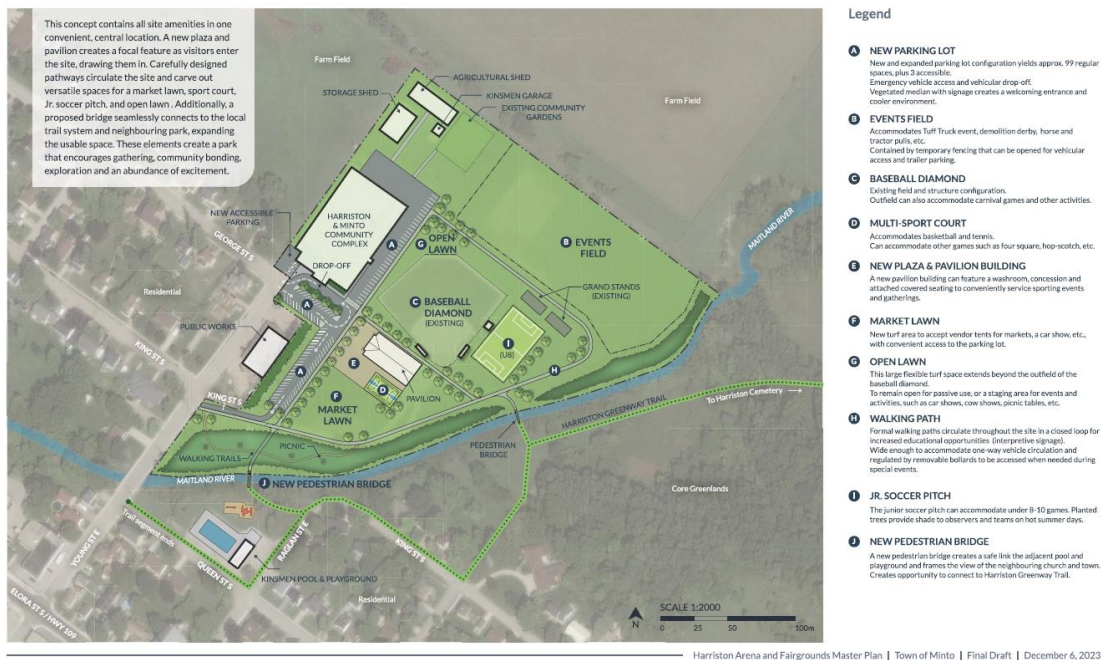 This concept contains all site amenities in one
convenient, central location. A new plaza and
pavilion creates a focal feature as visitors enter
the site, drawing them in. Carefully designed
pathways circulate the site and carve out
versatile spaces for a market lawn, sport court,
Jr. soccer pitch, and open lawn . Additionally, a
proposed bridge seamlessly connects to the local
trail system and neighbouring park, expanding
the usable space. These elements create a park
that encourages gathering, community bonding,
exploration and an abundance of excitement.
Farm Field
Farm Field
AGRICULTURAL SHED
STORAGE SHED
KINSMEN GARAGE
EXISTING COMMUNITY
GARDENS
NEW ACCESSIBLE
PARKING
GEORGE ST S
HARRISTON
& MINTO
COMMUNITY
COMPLEX
A
G OPEN
LAWN
B EVENTS
FIELD
MAITLAND RIVER
DROP-OFF
Residential
A
C BASEBALL
DIAMOND
(EXISTING)
GRAND STANDS
(EXISTING)
PUBLIC WORKS
KING ST S
I
(U8)
E
A
H
D
PAVILION
F
MARKET
LAWN
KING ST S
HARRISTON GREENWAY TRAIL
To Harriston Cemetery
PICNIC
PEDESTRIAN
BRIDGE
WALKING TRAILS
MAITLAND RIVER
J NEW PEDESTRIAN BRIDGE
Core Greenlands
Trail segment ends
YOUNG ST E
RAGLAN ST E
KING ST S
QUEEN ST S
KINSMEN POOL & PLAYGROUND
Residential
ELORA ST S / HWY 109
N
SCALE 1:2000
0 25 50 100m
Legend
A NEW PARKING LOT
New and expanded parking lot configuration yields approx. 99 regular
spaces, plus 3 accessible.
Emergency vehicle access and vehicular drop-off.
Vegetated median with signage creates a welcoming entrance and
cooler environment.
B EVENTS FIELD
Accommodates Tuff Truck event, demolition derby, horse and
tractor pulls, etc.
Contained by temporary fencing that can be opened for vehicular
access and trailer parking.
C BASEBALL DIAMOND
Existing field and structure configuration.
Outfield can also accommodate carnival games and other activities.
D MULTI-SPORT COURT
Accommodates basketball and tennis.
Can accommodate other games such as four square, hop-scotch, etc.
E NEW PLAZA & PAVILION BUILDING
A new pavilion building can feature a washroom, concession and
attached covered seating to conveniently service sporting events
and gatherings.
F MARKET LAWN
New turf area to accept vendor tents for markets, a car show, etc.,
with convenient access to the parking lot.
G OPEN LAWN
This large flexible turf space extends beyond the outfield of the
baseball diamond.
To remain open for passive use, or a staging area for events and
activities, such as car shows, cow shows, picnic tables, etc.
H WALKING PATH
Formal walking paths circulate throughout the site in a closed loop for
increased educational opportunities (interpretive signage).
Wide enough to accommodate one-way vehicle circulation and
regulated by removable bollards to be accessed when needed during
special events.
I JR. SOCCER PITCH
The junior soccer pitch can accommodate under 8-10 games. Planted
trees provide shade to observers and teams on hot summer days.
J NEW PEDESTRIAN BRIDGE
A new pedestrian bridge creates a safe link the adjacent pool and
playground and frames the view of the neighbouring church and town.
Creates opportunity to connect to Harriston Greenway Trail.
Harriston Arena and Fairgrounds Master Plan | Town of Minto | Final Draft | December 6, 2023